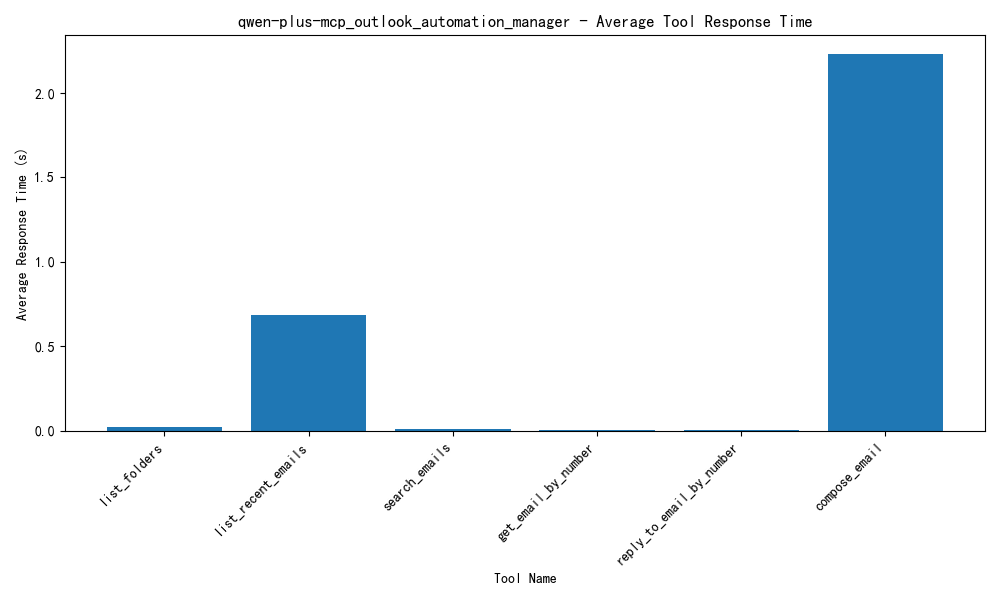 qwen-plus-mcp_outlook_automation_manager - Average Tool Response Time
Average Response Time (s)
2.0
1.5
1.0
0.5
0.0
list_folders
list_recent_emails
search_emails
get_email_by_number
reply_to_email_by_number
compose_email
Tool Name